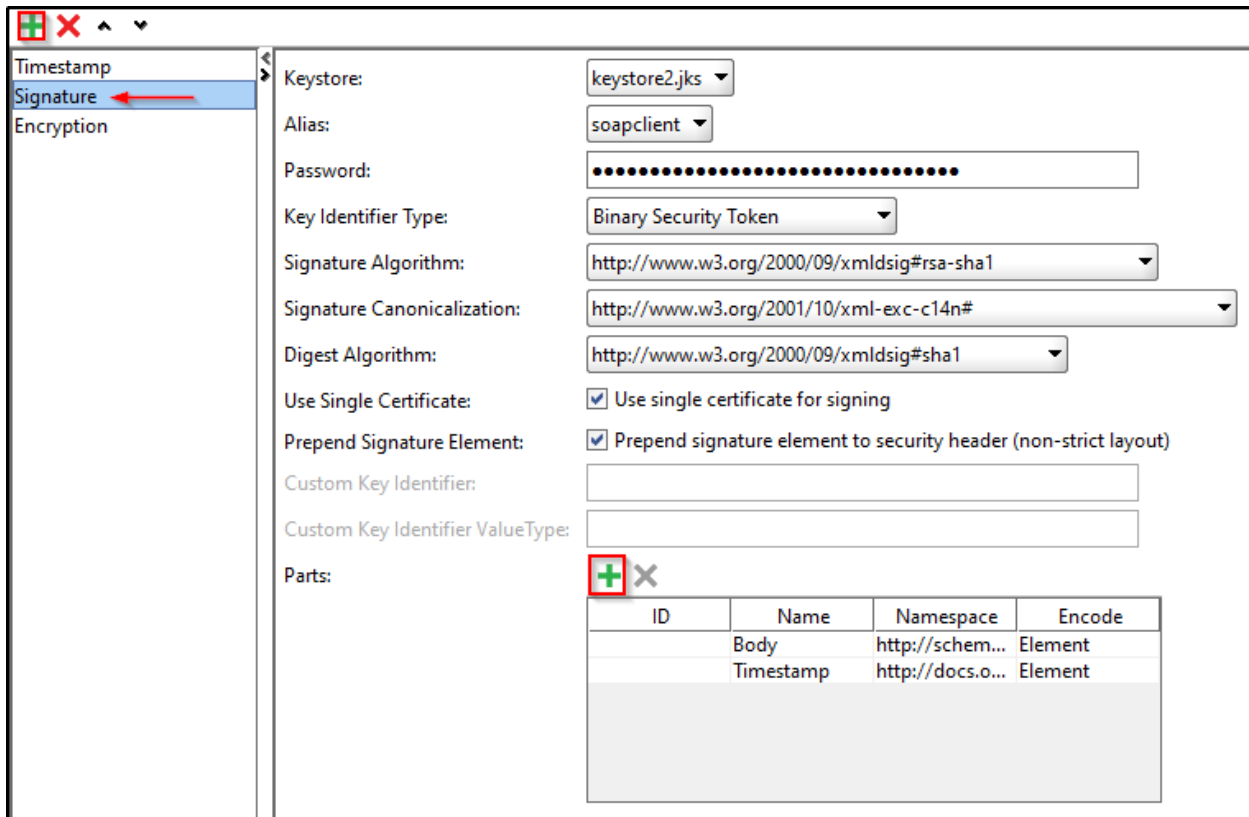 Timestamp
Signature
Encryption
Keystore: keystore2.jks
Alias: soapclient
Password: ••••••••••••••••••••••••••••••••
Key Identifier Type: Binary Security Token
Signature Algorithm: http://www.w3.org/2000/09/xmldsig#rsa-sha1
Signature Canonicalization: http://www.w3.org/2001/10/xml-exc-c14n#
Digest Algorithm: http://www.w3.org/2000/09/xmldsig#sha1
Use Single Certificate: Use single certificate for signing
Prepend Signature Element: Prepend signature element to security header (non-strict layout)
Custom Key Identifier:
Custom Key Identifier ValueType:
Parts:
ID Name Namespace Encode
Body http://schem... Element
Timestamp http://docs.o... Element